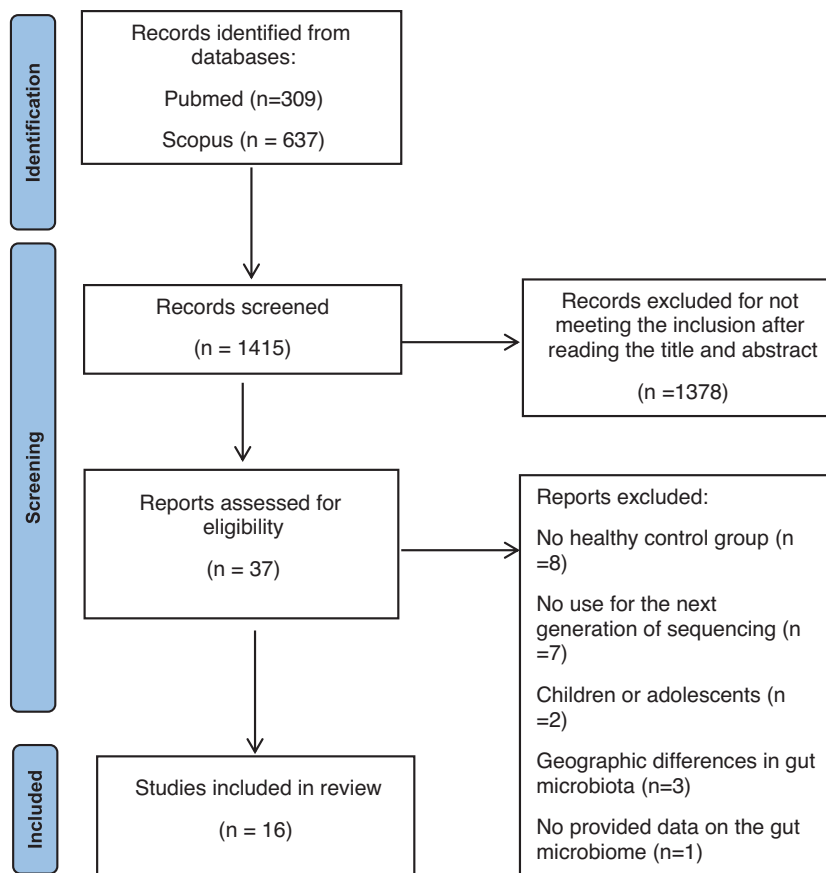 Identification
Records identified from
databases:
Pubmed (n=309)
Scopus (n = 637)
Screening
Records screened
(n = 1415)
Records excluded for not
meeting the inclusion after
reading the title and abstract
(n =1378)
Reports assessed for
eligibility
(n = 37)
Reports excluded:
No healthy control group (n
=8)
No use for the next
generation of sequencing (n
=7)
Children or adolescents (n
=2)
Geographic differences in gut
microbiota (n=3)
No provided data on the gut
microbiome (n=1)
Included
Studies included in review
(n = 16)